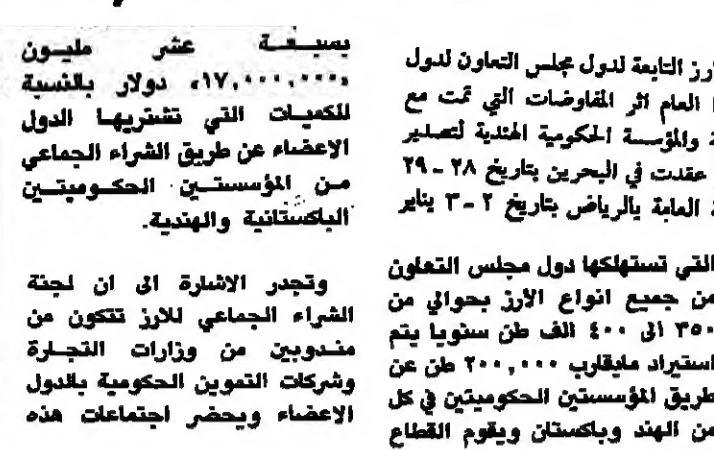 ارز التابعة لدول مجلس التعاون لدول
العام اثر المفاوضات التي تمت مع
والمؤسسة الحكومية الهندية لتصدير
عقدت في البحرين بتاريخ ٢٨ - ٢٩
العامة بالرياض بتاريخ ٢ - ٣ يناير
التي تستهلكها دول مجلس التعاون
من جميع انواع الأرز بحوالي من
٣٥٠ الى ٤٠٠ الف طن سنويا يتم
استيراد مايقارب ٢٠٠,٠٠٠ طن عن
طريق المؤسستين الحكوميتين في كل
من الهند وباكستان ويقوم القطاع
بسبعـــة عشر مليون
«١٧,٠٠٠,٠٠٠» دولار بالنسبة
للكميات التي تشتريها الدول
الاعضاء عن طريق الشراء الجماعي
من المؤسستين الحكوميتين
الباكستانية والهندية.
وتجدر الاشارة الى ان لجنة
الشراء الجماعي للارز تتكون من
مندوبين من وزارات التجارة
وشركات التموين الحكومية بالدول
الاعضاء ويحضر اجتماعات هذه